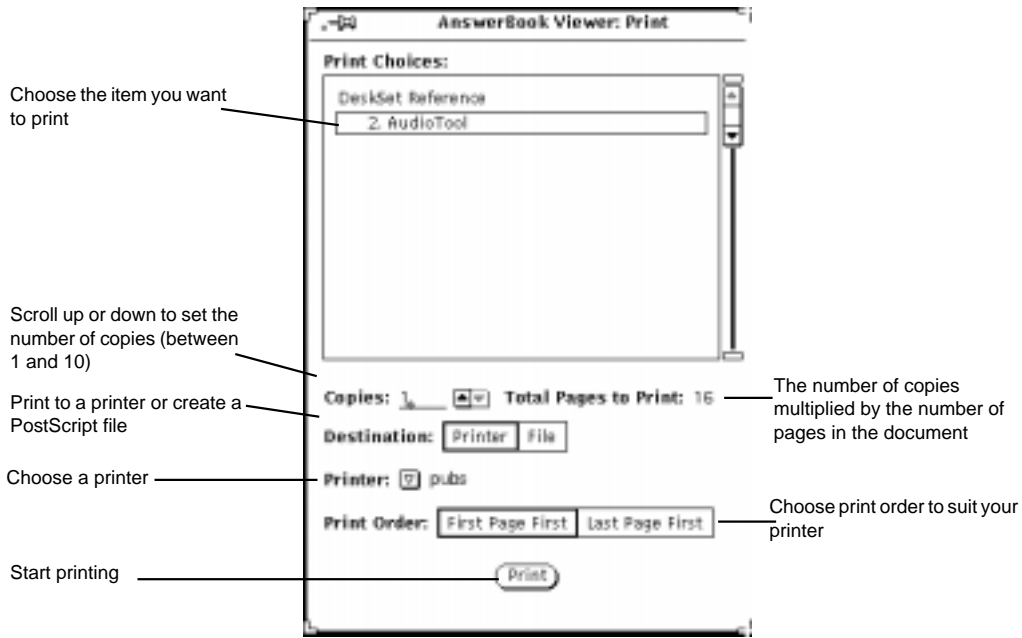 AnswerBook Viewer: Print
Print Choices:
Choose the item you want
to print
DeskSet Reference
2. AudioTool
Scroll up or down to set the
number of copies (between
1 and 10)
Copies: 1 Total Pages to Print: 16
The number of copies
multiplied by the number of
pages in the document
Print to a printer or create a
PostScript file
Destination: Printer File
Choose a printer
Printer: pubs
Print Order: First Page First Last Page First
Choose print order to suit your
printer
Start printing
Print